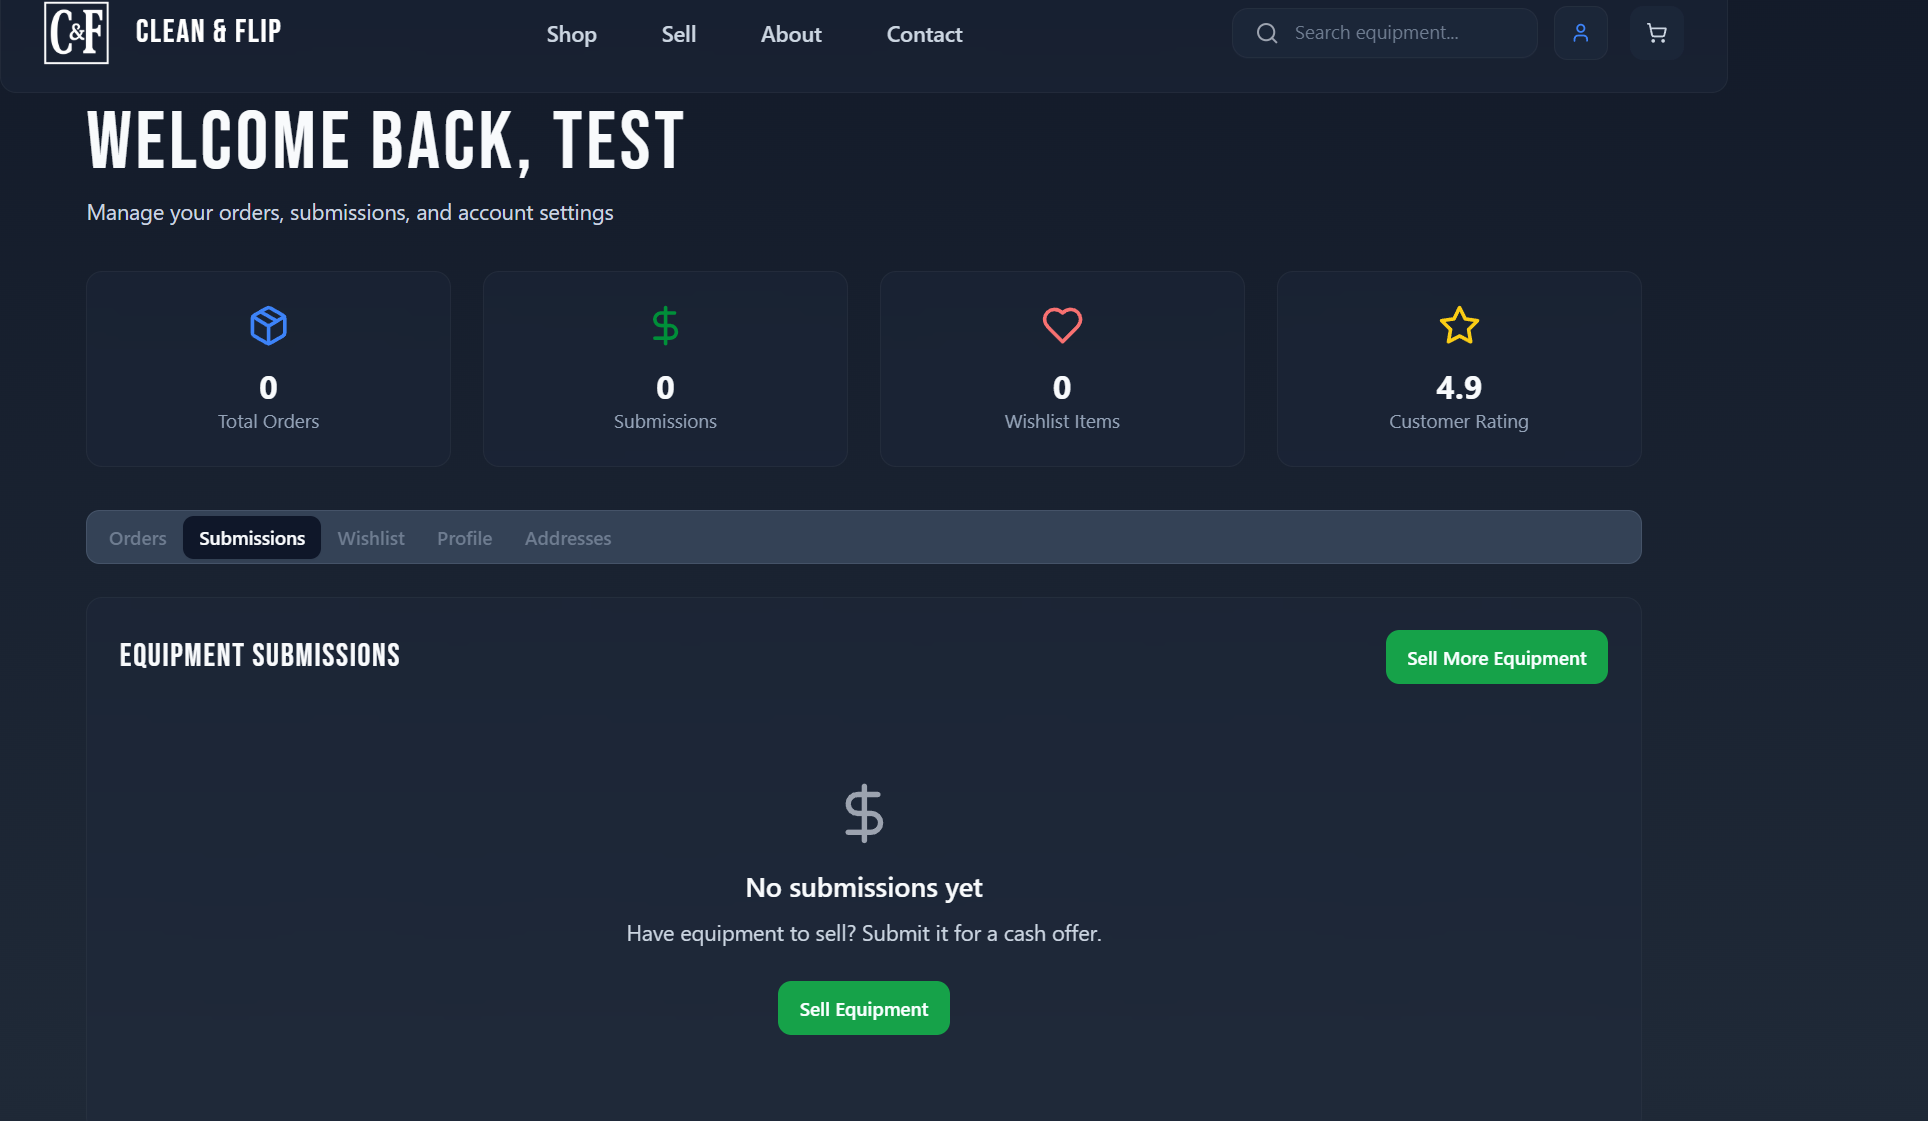 C&F
CLEAN & FLIP
Shop
Sell
About
Contact
Search equipment...
WELCOME BACK, TEST
Manage your orders, submissions, and account settings
0
Total Orders
0
Submissions
0
Wishlist Items
4.9
Customer Rating
Orders
Submissions
Wishlist
Profile
Addresses
EQUIPMENT SUBMISSIONS
Sell More Equipment
No submissions yet
Have equipment to sell? Submit it for a cash offer.
Sell Equipment